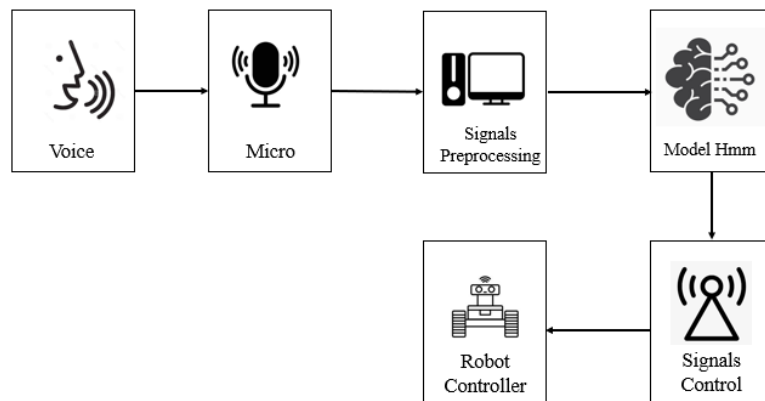 Voice
Micro
Signals
Preprocessing
Model Hmm
Robot
Controller
Signals
Control